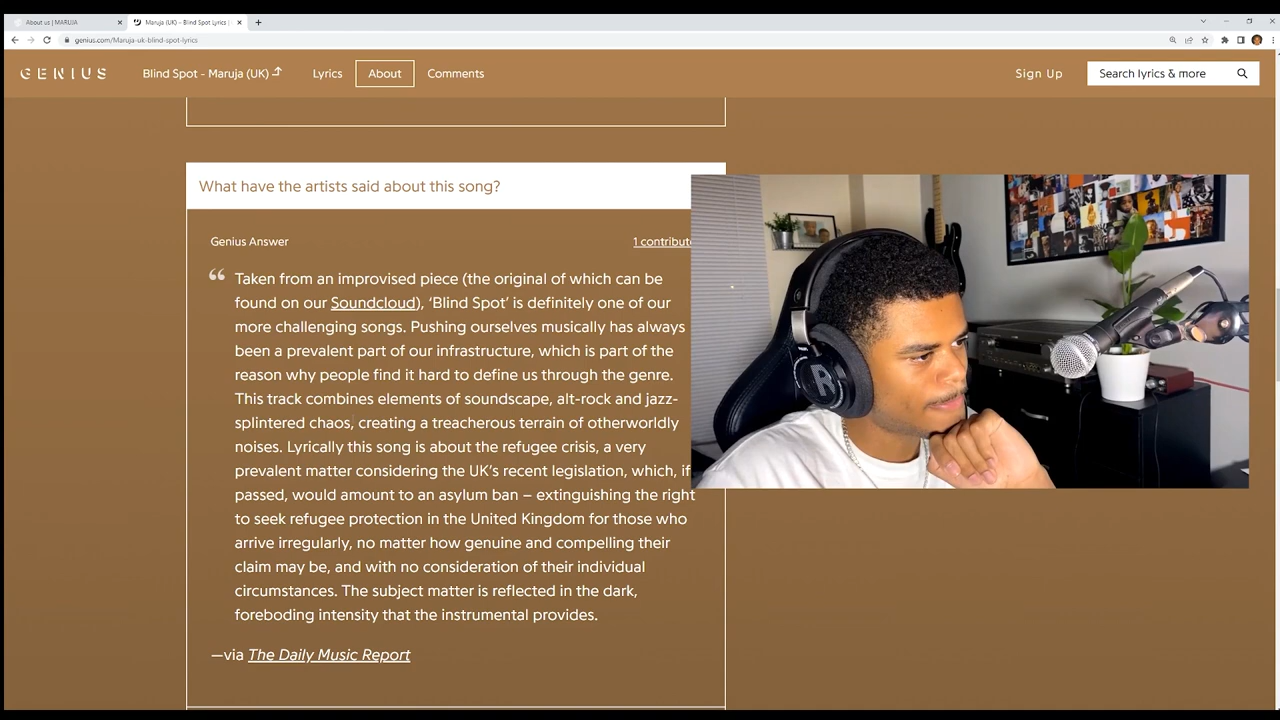 About us | MARUJA
Maruja (UK) – Blind Spot Lyrics |
genius.com/Maruja-uk-blind-spot-lyrics
GENIUS
Blind Spot - Maruja (UK)
Lyrics
About
Comments
Sign Up
Search lyrics & more
What have the artists said about this song?
Genius Answer
1 contribut
“ Taken from an improvised piece (the original of which can be
found on our Soundcloud), ‘Blind Spot’ is definitely one of our
more challenging songs. Pushing ourselves musically has always
been a prevalent part of our infrastructure, which is part of the
reason why people find it hard to define us through the genre.
This track combines elements of soundscape, alt-rock and jazz-
splintered chaos, creating a treacherous terrain of otherworldly
noises. Lyrically this song is about the refugee crisis, a very
prevalent matter considering the UK’s recent legislation, which, if
passed, would amount to an asylum ban – extinguishing the right
to seek refugee protection in the United Kingdom for those who
arrive irregularly, no matter how genuine and compelling their
claim may be, and with no consideration of their individual
circumstances. The subject matter is reflected in the dark,
foreboding intensity that the instrumental provides.
—via The Daily Music Report
R